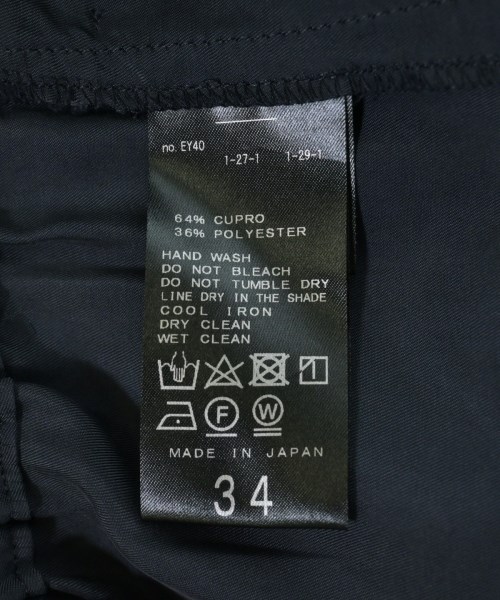 no. EY40
1-27-1 1-29-1
64% CUPRO
36% POLYESTER
HAND WASH
DO NOT BLEACH
DO NOT TUMBLE DRY
LINE DRY IN THE SHADE
COOL IRON
DRY CLEAN
WET CLEAN
F W
MADE IN JAPAN
34